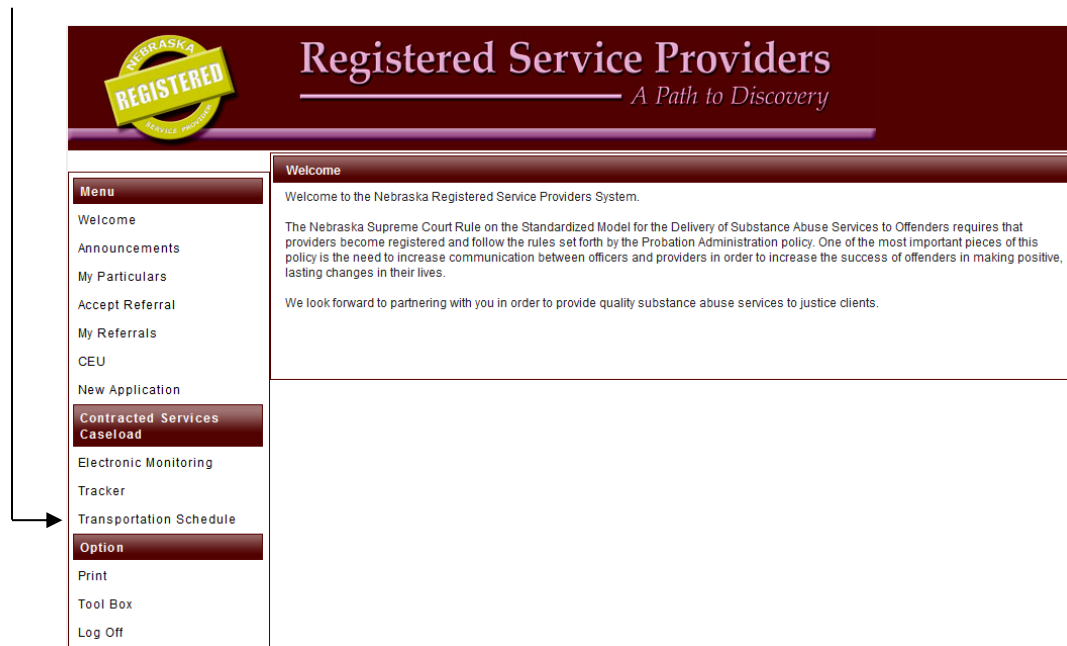 NEBRASKA
REGISTERED
SERVICE PROVIDER
Registered Service Providers
A Path to Discovery
Welcome
Welcome to the Nebraska Registered Service Providers System.
The Nebraska Supreme Court Rule on the Standardized Model for the Delivery of Substance Abuse Services to Offenders requires that
providers become registered and follow the rules set forth by the Probation Administration policy. One of the most important pieces of this
policy is the need to increase communication between officers and providers in order to increase the success of offenders in making positive,
lasting changes in their lives.
We look forward to partnering with you in order to provide quality substance abuse services to justice clients.
Menu
Welcome
Announcements
My Particulars
Accept Referral
My Referrals
CEU
New Application
Contracted Services
Caseload
Electronic Monitoring
Tracker
Transportation Schedule
Option
Print
Tool Box
Log Off